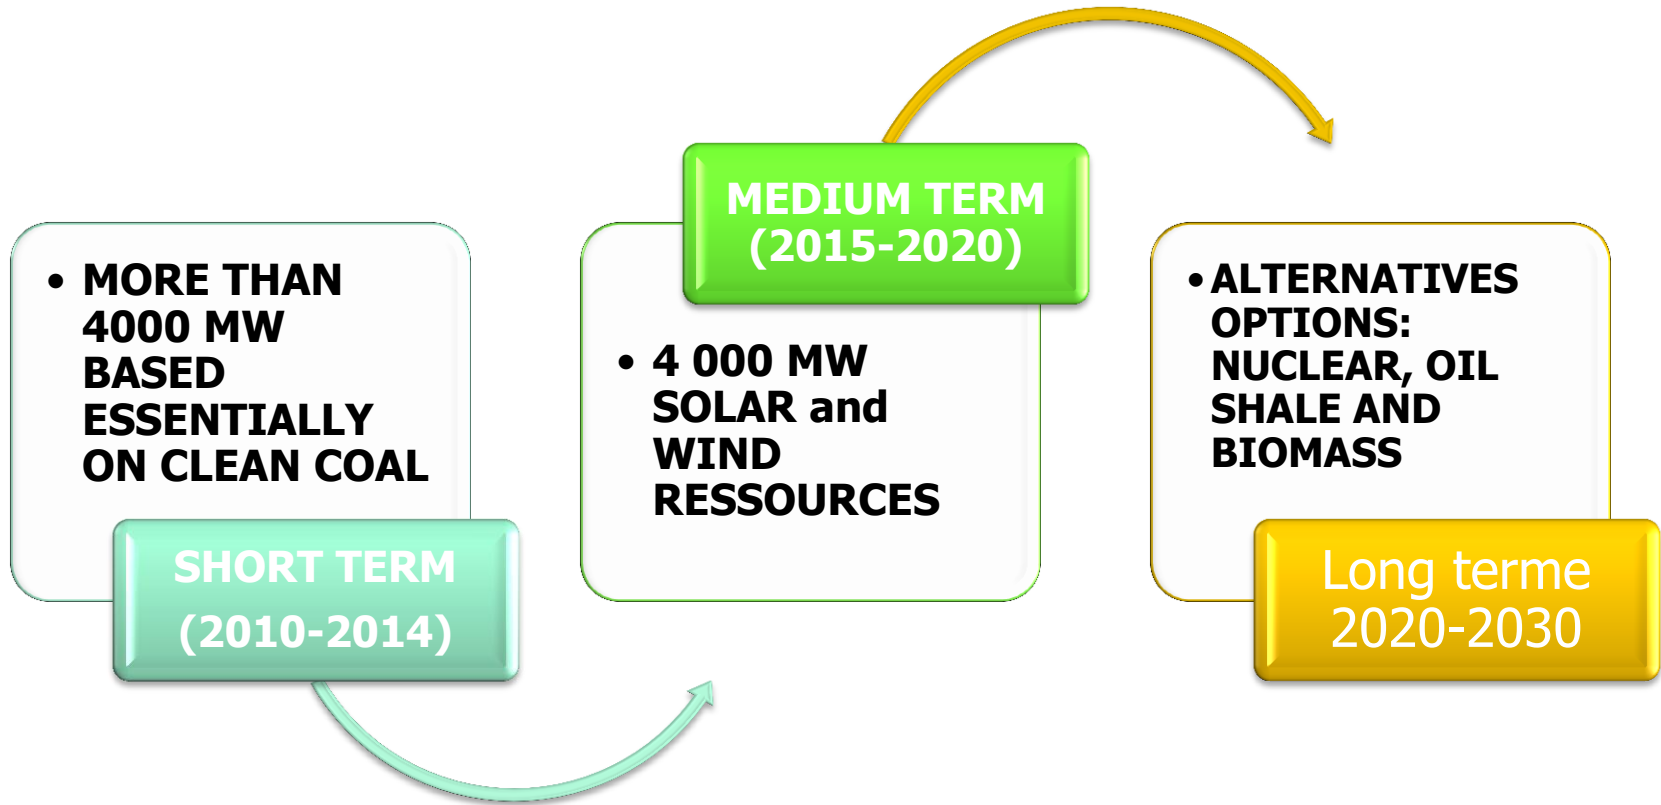 • MORE THAN
4000 MW
BASED
ESSENTIALLY
ON CLEAN COAL
SHORT TERM
(2010-2014)
MEDIUM TERM
(2015-2020)
• 4 000 MW
SOLAR and
WIND
RESSOURCES
• ALTERNATIVES
OPTIONS:
NUCLEAR, OIL
SHALE AND
BIOMASS
Long terme
2020-2030